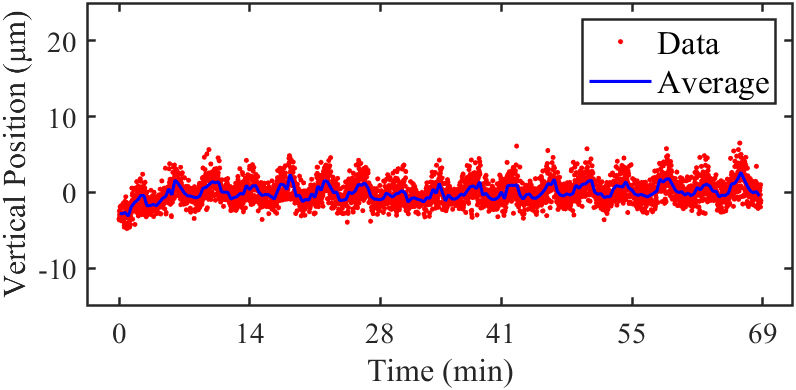 Vertical Position (μm)
20
10
0
-10
Data
Average
0 14 28 41 55 69
Time (min)